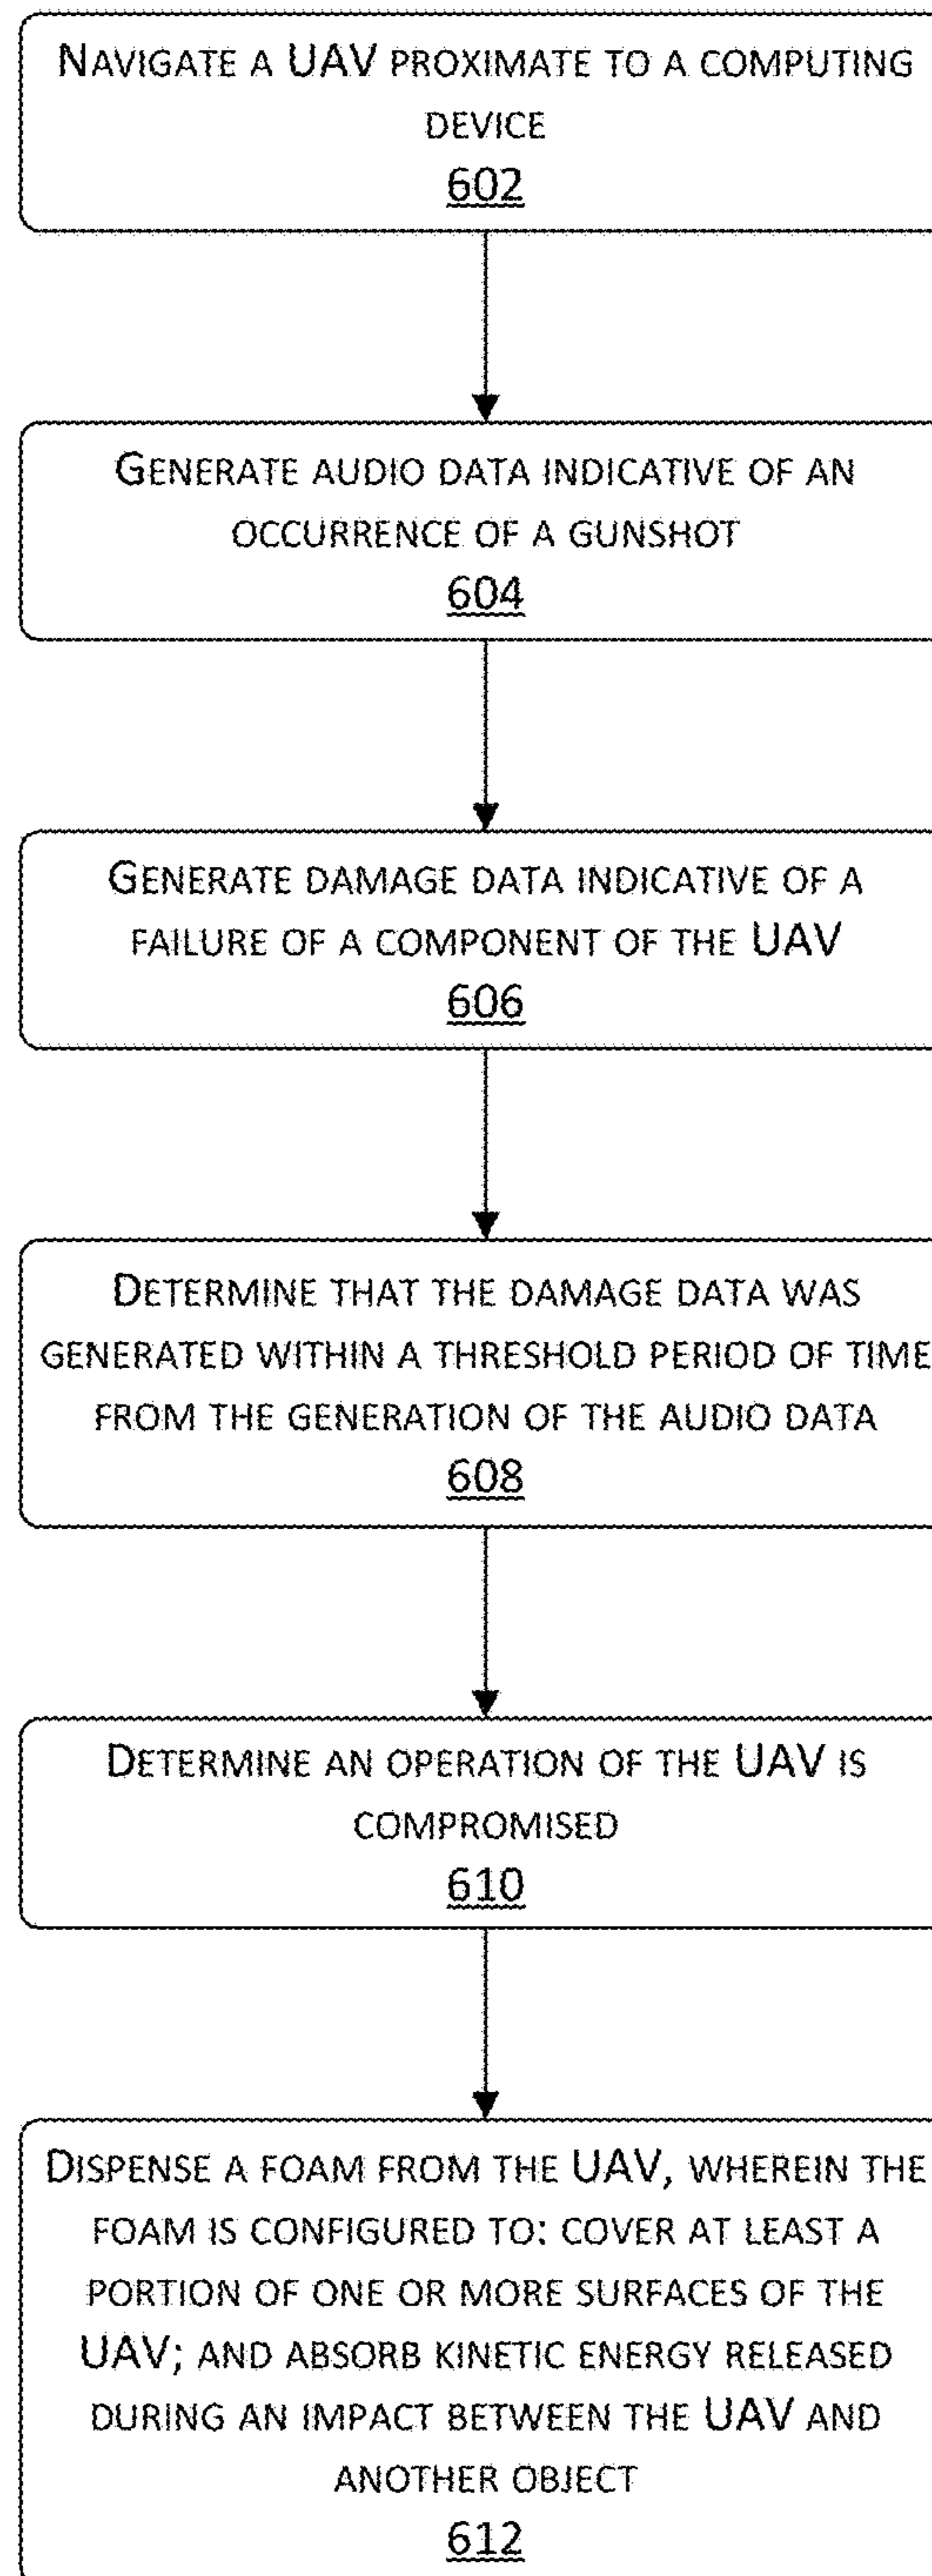 NAVIGATE A UAV PROXIMATE TO A COMPUTING
DEVICE
602
GENERATE AUDIO DATA INDICATIVE OF AN
OCCURRENCE OF A GUNSHOT
604
GENERATE DAMAGE DATA INDICATIVE OF A
FAILURE OF A COMPONENT OF THE UAV
606
DETERMINE THAT THE DAMAGE DATA WAS
GENERATED WITHIN A THRESHOLD PERIOD OF TIME
FROM THE GENERATION OF THE AUDIO DATA
608
DETERMINE AN OPERATION OF THE UAV IS
COMPROMISED
610
DISPENSE A FOAM FROM THE UAV, WHEREIN THE
FOAM IS CONFIGURED TO: COVER AT LEAST A
PORTION OF ONE OR MORE SURFACES OF THE
UAV; AND ABSORB KINETIC ENERGY RELEASED
DURING AN IMPACT BETWEEN THE UAV AND
ANOTHER OBJECT
612